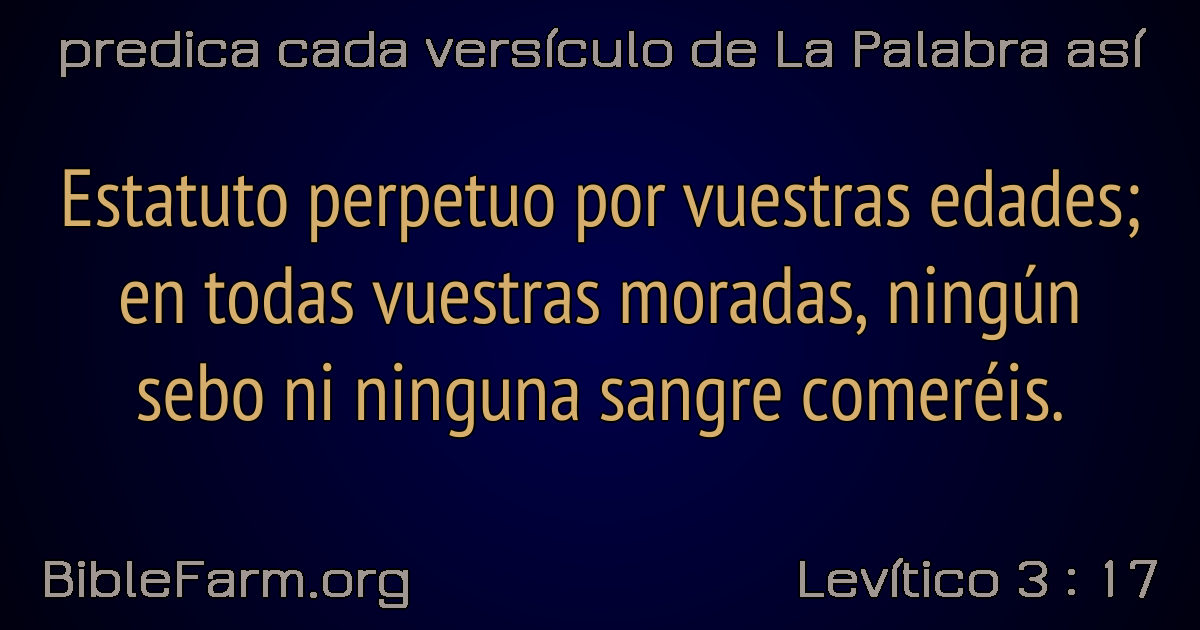 predica cada versículo de La Palabra así
Estatuto perpetuo por vuestras edades;
en todas vuestras moradas, ningún
sebo ni ninguna sangre comeréis.
BibleFarm.org
Levítico 3 : 17